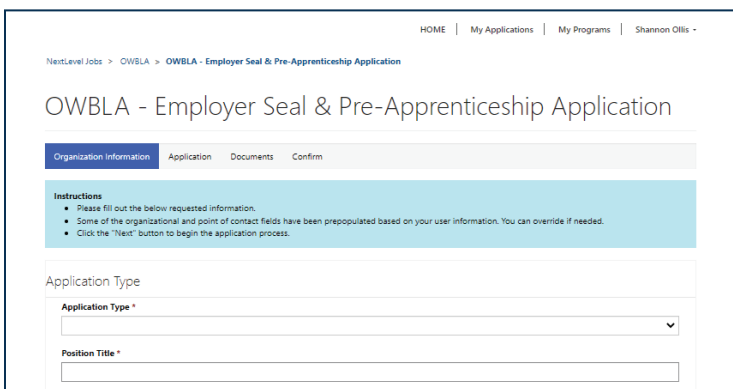 HOME | My Applications | My Programs | Shannon Ollis
NextLevel Jobs > OWBLA > OWBLA - Employer Seal & Pre-Apprenticeship Application
OWBLA - Employer Seal & Pre-Apprenticeship Application
Organization Information Application Documents Confirm
Instructions
• Please fill out the below requested information.
• Some of the organizational and point of contact fields have been prepopulated based on your user information. You can override if needed.
• Click the "Next" button to begin the application process.
Application Type
Application Type *
Position Title *